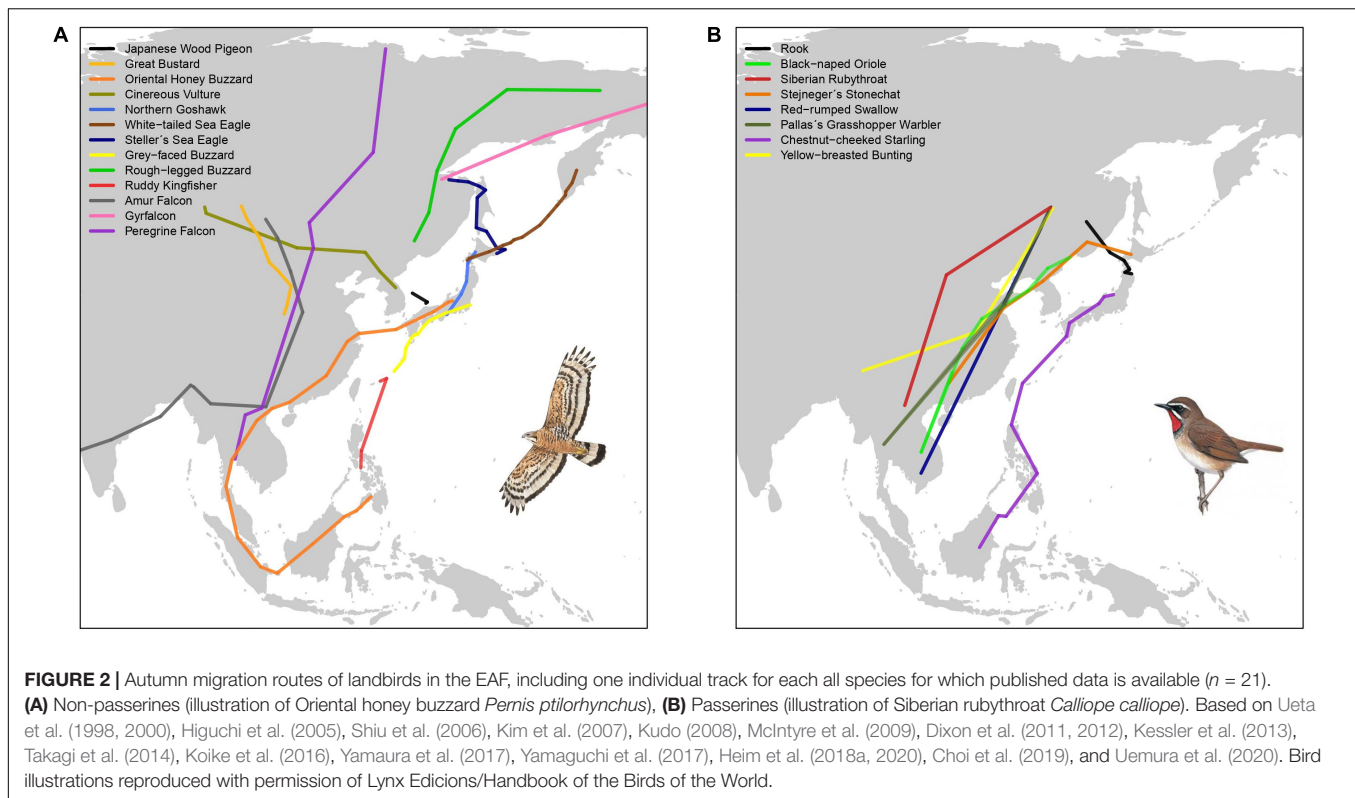 A
Japanese Wood Pigeon
Great Bustard
Oriental Honey Buzzard
Cinereous Vulture
Northern Goshawk
White−tailed Sea Eagle
Steller´s Sea Eagle
Grey−faced Buzzard
Rough−legged Buzzard
Ruddy Kingfisher
Amur Falcon
Gyrfalcon
Peregrine Falcon
B
Rook
Black−naped Oriole
Siberian Rubythroat
Stejneger´s Stonechat
Red−rumped Swallow
Pallas´s Grasshopper Warbler
Chestnut−cheeked Starling
Yellow−breasted Bunting
FIGURE 2 | Autumn migration routes of landbirds in the EAF, including one individual track for each all species for which published data is available (n = 21).
(A) Non-passerines (illustration of Oriental honey buzzard Pernis ptilorhynchus), (B) Passerines (illustration of Siberian rubythroat Calliope calliope). Based on Ueta
et al. (1998, 2000), Higuchi et al. (2005), Shiu et al. (2006), Kim et al. (2007), Kudo (2008), McIntyre et al. (2009), Dixon et al. (2011, 2012), Kessler et al. (2013),
Takagi et al. (2014), Koike et al. (2016), Yamaura et al. (2017), Yamaguchi et al. (2017), Heim et al. (2018a, 2020), Choi et al. (2019), and Uemura et al. (2020). Bird
illustrations reproduced with permission of Lynx Edicions/Handbook of the Birds of the World.